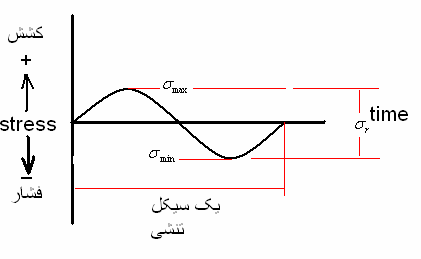 کشش
+
stress
–
فشار
σmax
σmin
σr
time
یک سیکل
تنشی